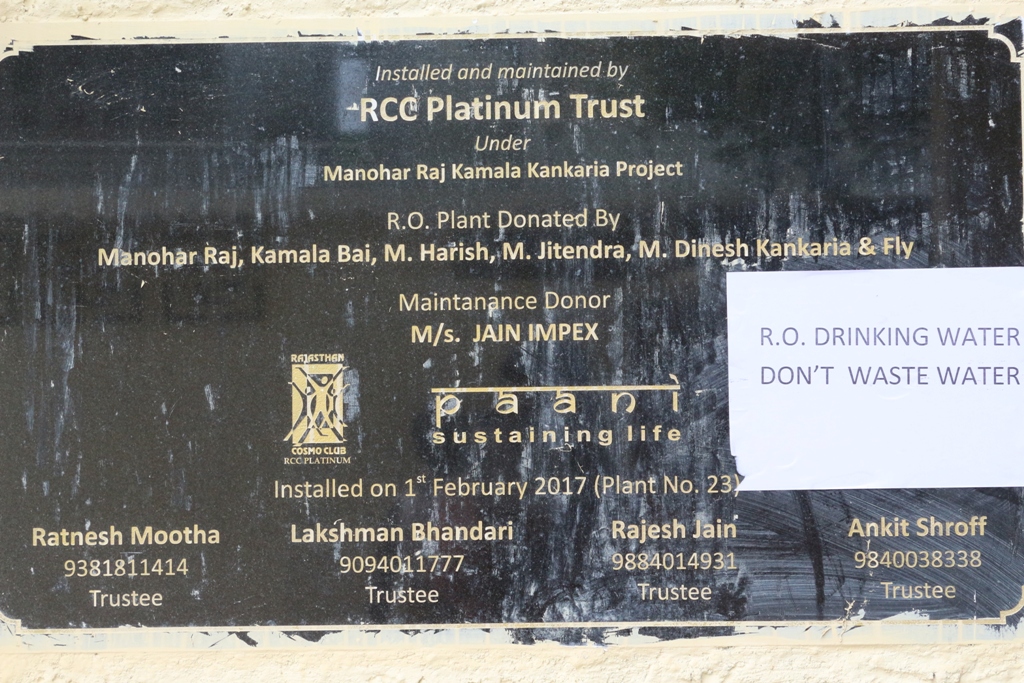 Installed and maintained by
RCC Platinum Trust
Under
Manohar Raj Kamala Kankaria Project
R.O. Plant Donated By
Manohar Raj, Kamala Bai, M. Harish, M. Jitendra, M. Dinesh Kankaria & Fly
Maintanance Donor
M/s. JAIN IMPEX
R.O. DRINKING WATER
DON'T WASTE WATER
RAJASTHAN
COSMO CLUB
RCC PLATINUM
paani
sustaining life
Installed on 1st February 2017 (Plant No. 23)
Ratnesh Mootha Lakshman Bhandari Rajesh Jain Ankit Shroff
9381811414 9094011777 9884014931 9840038338
Trustee Trustee Trustee Trustee